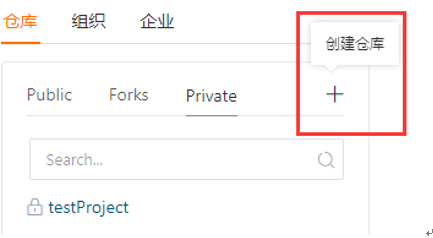 仓库 组织 企业
创建仓库
Public Forks Private +
Search...
testProject